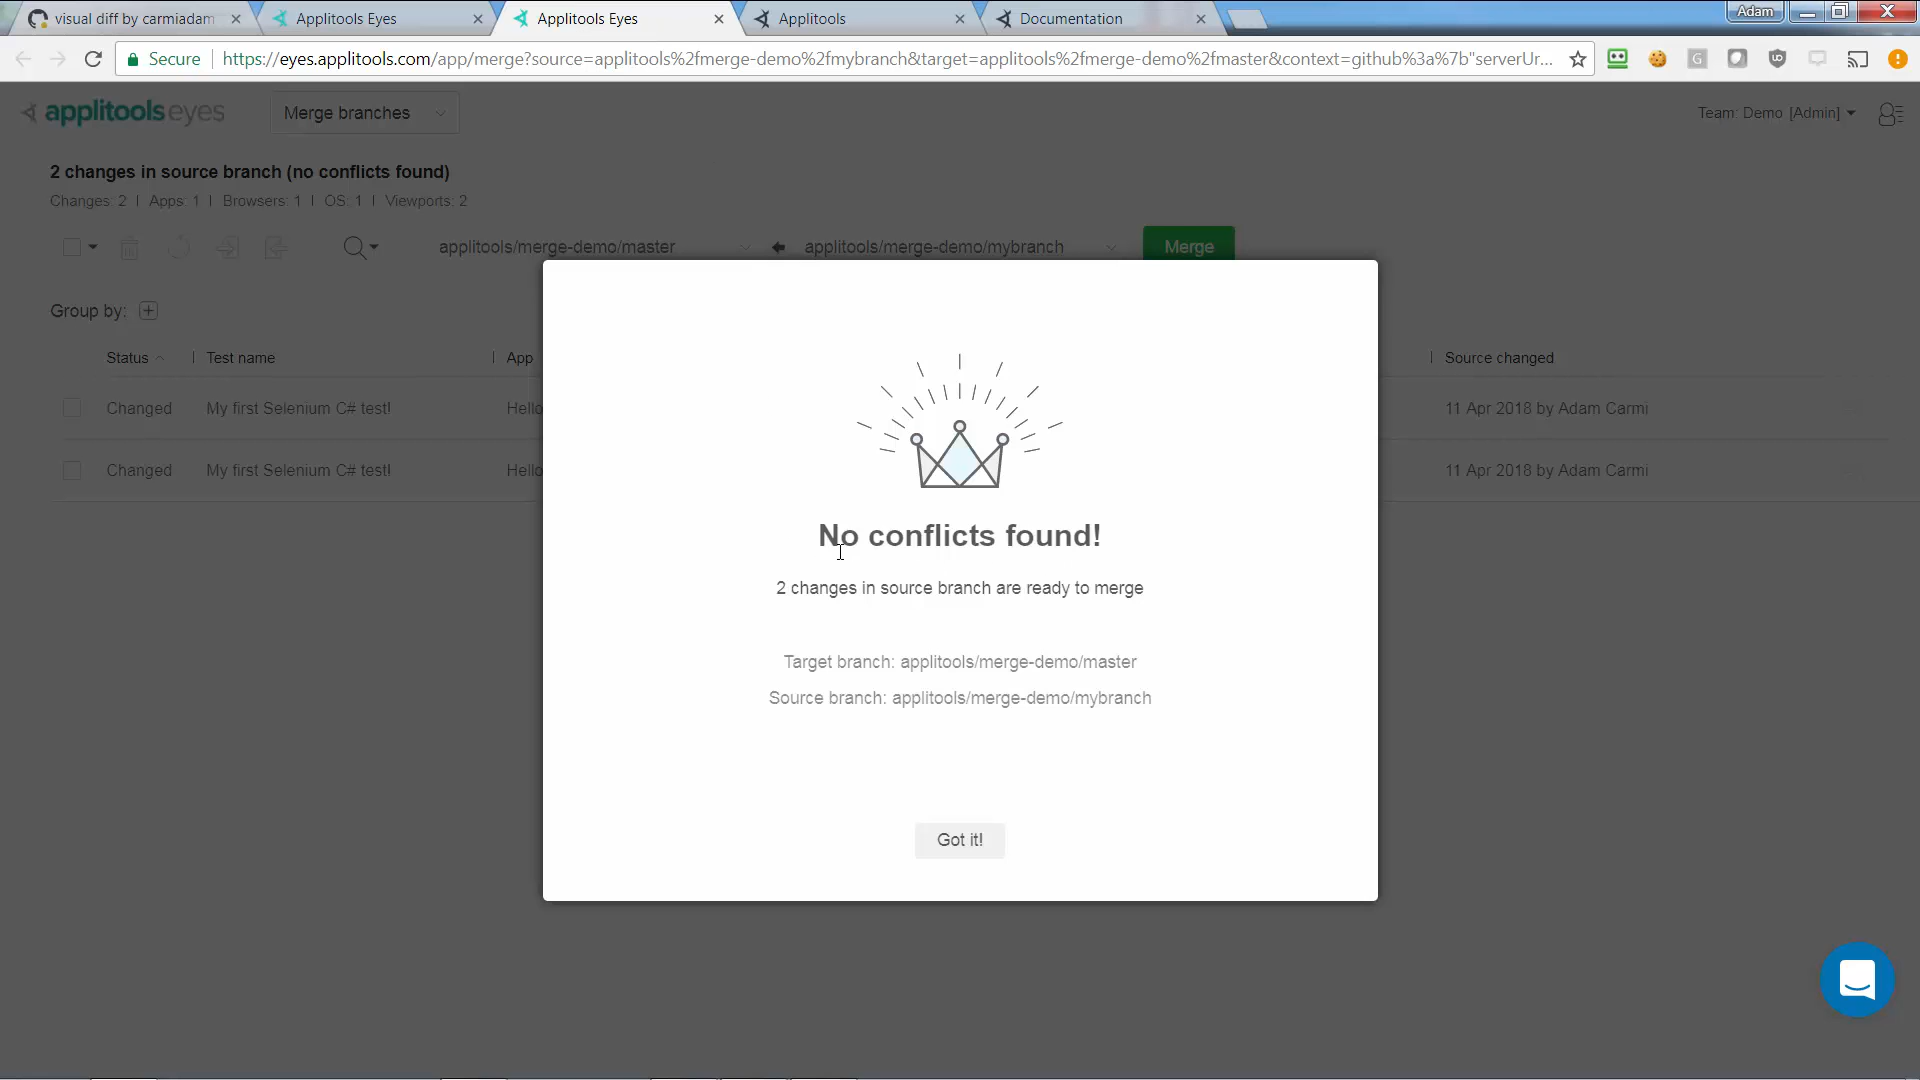 visual diff by carmiadam
Applitools Eyes
Applitools Eyes
Applitools
Documentation
Adam
Secure
https://eyes.applitools.com/app/merge?source=applitools%2fmerge-demo%2fmybranch&target=applitools%2fmerge-demo%2fmaster&context=github%3a%7b"serverUr...
applitools eyes
Merge branches
Team: Demo [Admin]
2 changes in source branch (no conflicts found)
Changes: 2 | Apps: 1 | Browsers: 1 | OS: 1 | Viewports: 2
applitools/merge-demo/master
applitools/merge-demo/mybranch
Merge
Group by:
Status
Test name
App
Source changed
Changed
My first Selenium C# test!
Hello
11 Apr 2018 by Adam Carmi
Changed
My first Selenium C# test!
Hello
11 Apr 2018 by Adam Carmi
No conflicts found!
2 changes in source branch are ready to merge
Target branch: applitools/merge-demo/master
Source branch: applitools/merge-demo/mybranch
Got it!